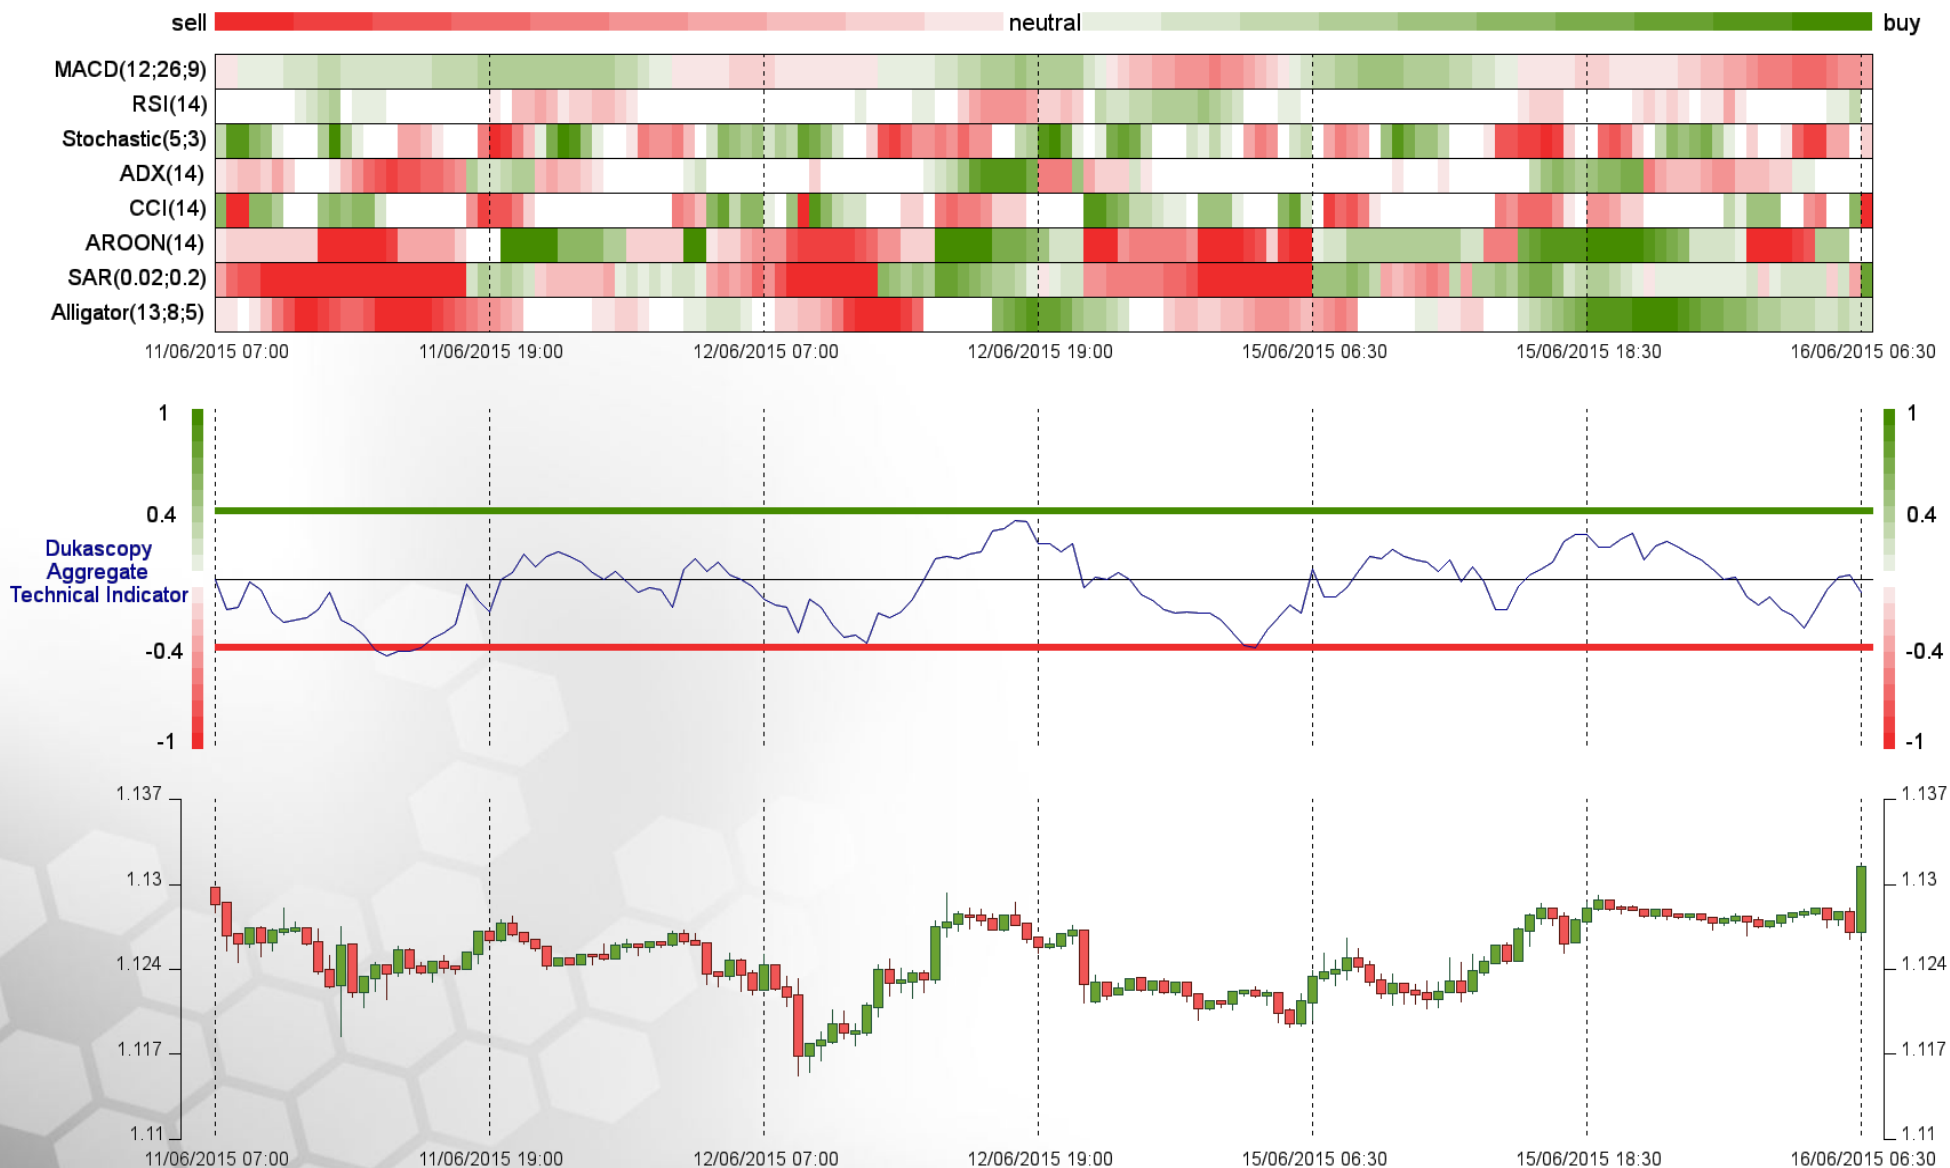 sell neutral buy
MACD(12;26;9)
RSI(14)
Stochastic(5;3)
ADX(14)
CCI(14)
AROON(14)
SAR(0.02;0.2)
Alligator(13;8;5)
11/06/2015 07:00 11/06/2015 19:00 12/06/2015 07:00 12/06/2015 19:00 15/06/2015 06:30 15/06/2015 18:30 16/06/2015 06:30
1 1
0.4 0.4
Dukascopy
Aggregate
Technical Indicator
-0.4 -0.4
-1 -1
1.137 1.137
1.13 1.13
1.124 1.124
1.117 1.117
1.11 1.11
11/06/2015 07:00 11/06/2015 19:00 12/06/2015 07:00 12/06/2015 19:00 15/06/2015 06:30 15/06/2015 18:30 16/06/2015 06:30